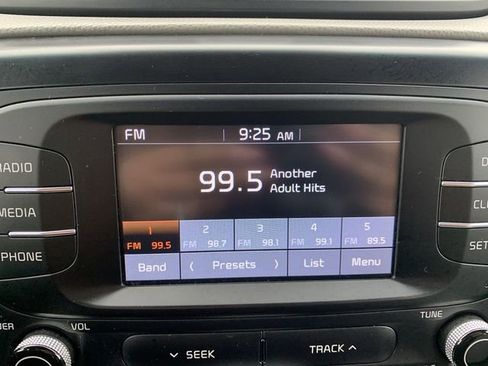 FM 9:25 AM
99.5 Another
Adult Hits
1 2 3 4 5
FM 99.5 FM 98.7 FM 98.1 FM 99.1 FM 89.5
Band ⟨ Presets ⟩ List Menu
MEDIA
PHONE
VOL
TUNE
∨ SEEK
TRACK ∧